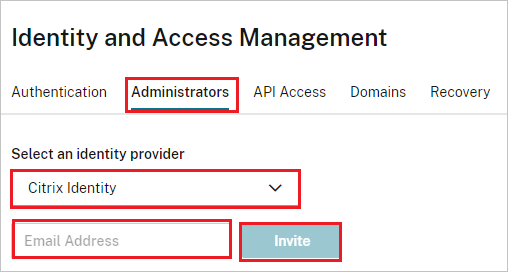 Identity and Access Management
Authentication Administrators API Access Domains Recovery
Select an identity provider
Citrix Identity
Email Address Invite